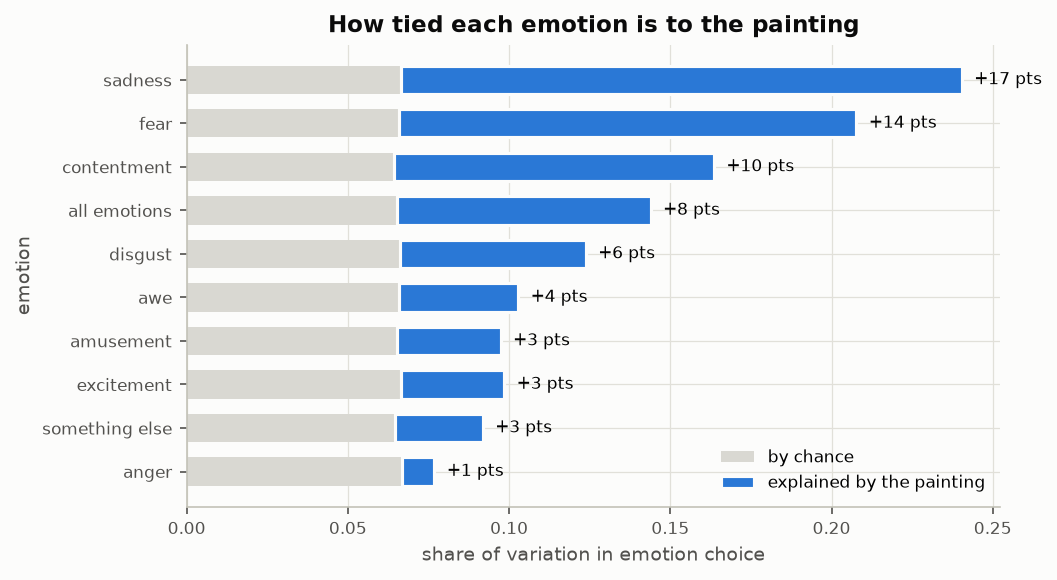 How tied each emotion is to the painting
emotion
sadness +17 pts
fear +14 pts
contentment +10 pts
all emotions +8 pts
disgust +6 pts
awe +4 pts
amusement +3 pts
excitement +3 pts
something else +3 pts
anger +1 pts
by chance
explained by the painting
0.00 0.05 0.10 0.15 0.20 0.25
share of variation in emotion choice